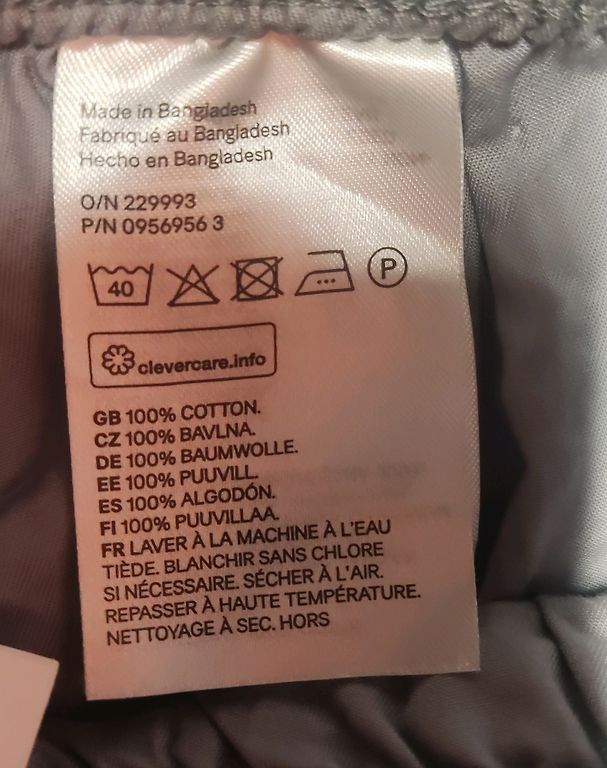 Made in Bangladesh
Fabriqué au Bangladesh
Hecho en Bangladesh
O/N 229993
P/N 0956956 3
40
P
clevercare.info
GB 100% COTTON.
CZ 100% BAVLNA.
DE 100% BAUMWOLLE.
EE 100% PUUVILL.
ES 100% ALGODÓN.
FI 100% PUUVILLAA.
FR LAVER À LA MACHINE À L'EAU
TIÈDE. BLANCHIR SANS CHLORE
SI NÉCESSAIRE. SÉCHER À L'AIR.
REPASSER À HAUTE TEMPÉRATURE.
NETTOYAGE À SEC. HORS